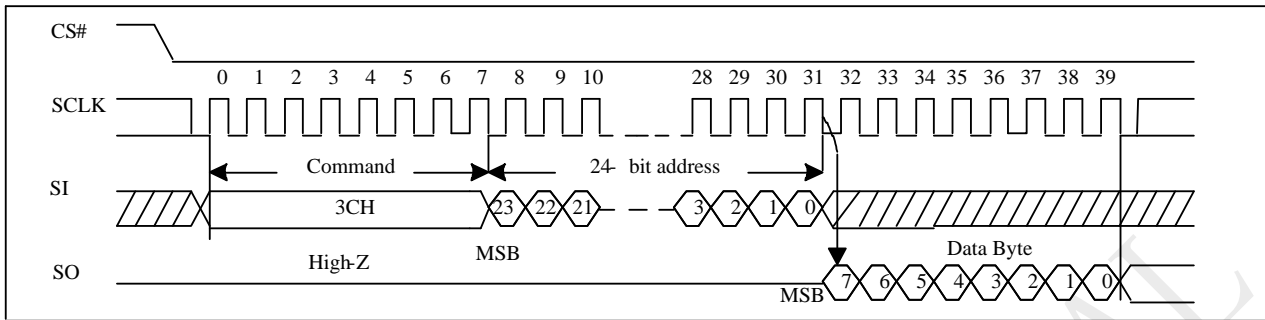 CS#
0 1 2 3 4 5 6 7 8 9 10 28 29 30 31 32 33 34 35 36 37 38 39
SCLK
Command 24- bit address
SI
3CH 23 22 21 3 2 1 0
High-Z MSB Data Byte
SO
MSB 7 6 5 4 3 2 1 0